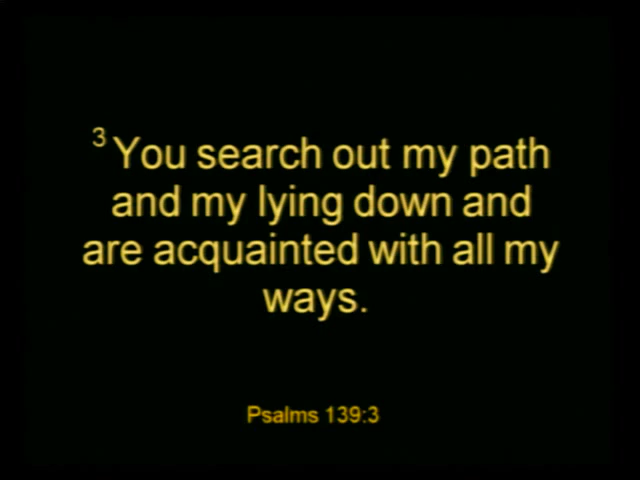 3 You search out my path
and my lying down and
are acquainted with all my
ways.
Psalms 139:3